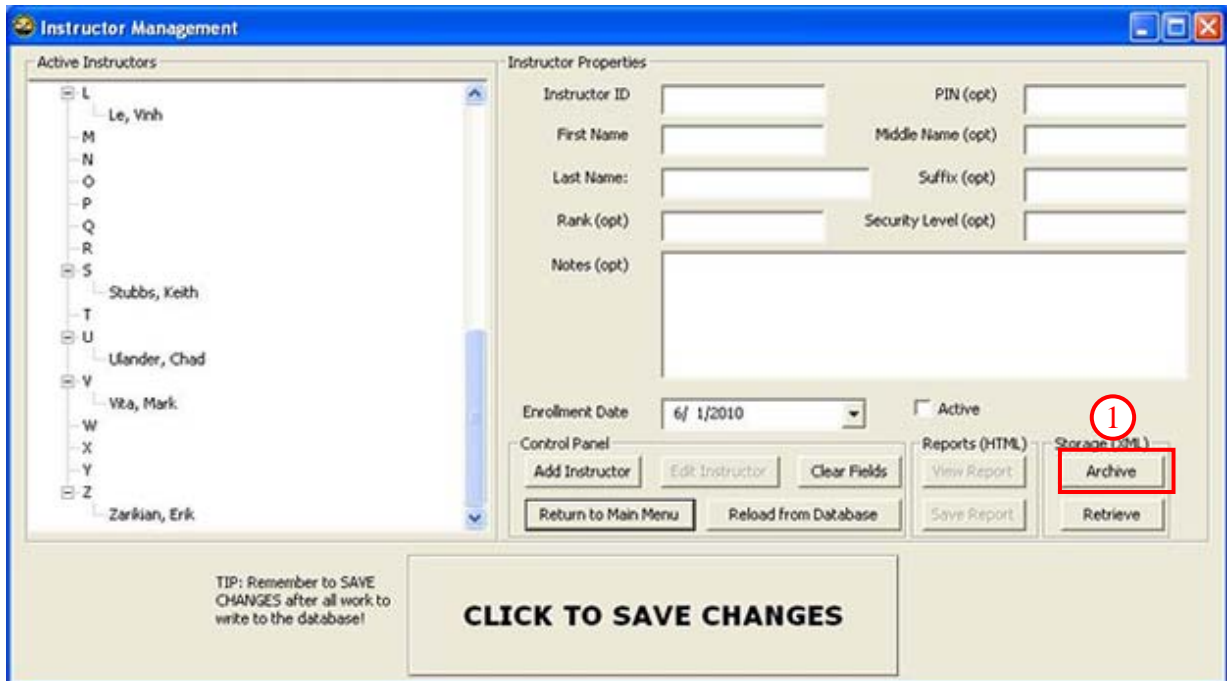 Instructor Management
Active Instructors
L
Le, Vinh
M
N
O
P
Q
R
S
Stubbs, Keith
T
U
Ulander, Chad
V
Vita, Mark
W
X
Y
Z
Zarikian, Erik
Instructor Properties
Instructor ID
PIN (opt)
First Name
Middle Name (opt)
Last Name:
Suffix (opt)
Rank (opt)
Security Level (opt)
Notes (opt)
Enrollment Date
6/ 1/2010
Active
1
Control Panel
Reports (HTML)
Storage (XML)
Add Instructor
Edit Instructor
Clear Fields
View Report
Archive
Return to Main Menu
Reload from Database
Save Report
Retrieve
TIP: Remember to SAVE
CHANGES after all work to
write to the database!
CLICK TO SAVE CHANGES